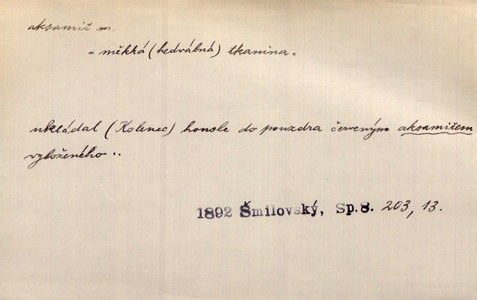 aksamit m.
= měkká (hedvábná) tkanina.
ukládal (Kolenec) housle do pouzdra červeným aksamitem
vyloženého..
1892 Šmilovský, Sp.8. 203, 13.